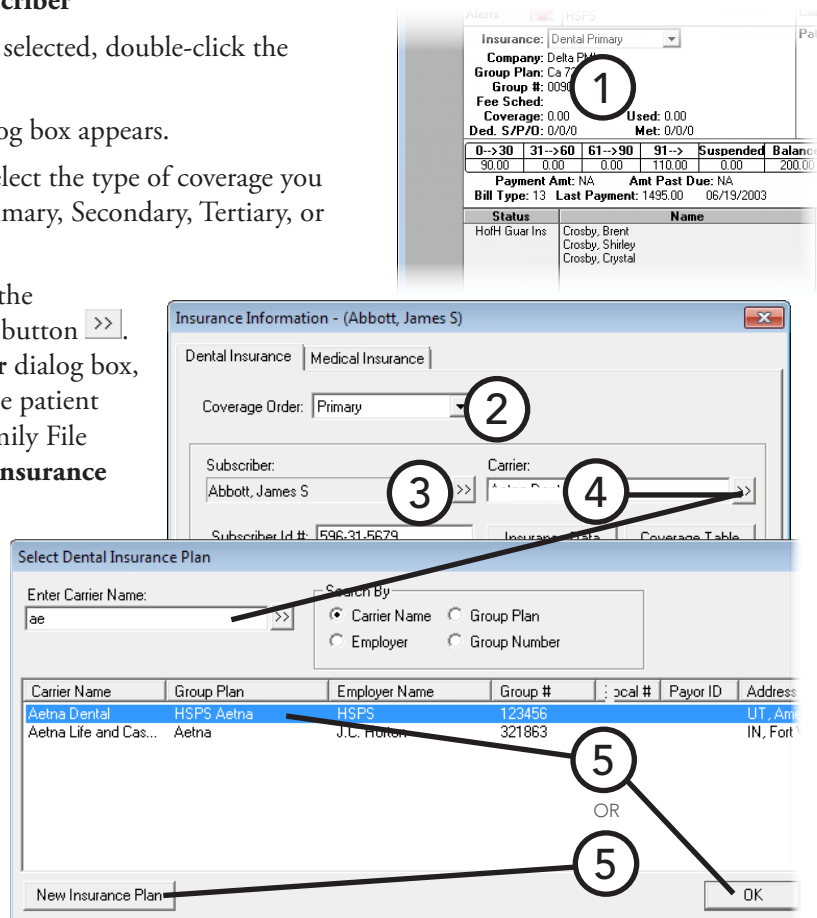 selected, double-click the
log box appears.
elect the type of coverage you
mary, Secondary, Tertiary, or
the
button >>.
r dialog box,
e patient
mily File
nsurance
Alerts HSPS
Insurance: Dental Primary
Company: Delta
Group Plan: Ca
Group #: 0090
Fee Sched:
Coverage: 0.00 Used: 0.00
Ded. S/P/O: 0/0/0 Met: 0/0/0
0-->30 31-->60 61-->90 91--> Suspended Balance
90.00 0.00 0.00 110.00 0.00 200.00
Payment Amt: NA Amt Past Due: NA
Bill Type: 13 Last Payment: 1495.00 06/19/2003
Status Name
HofH Guar Ins Crosby, Brent
Crosby, Shirley
Crosby, Crystal
1
Insurance Information - (Abbott, James S)
Dental Insurance Medical Insurance
Coverage Order: Primary
2
Subscriber: Carrier:
Abbott, James S >> >>
3 4
Subscriber Id #: 596-31-5679 Insurance Data Coverage Table
Select Dental Insurance Plan
Enter Carrier Name: Search By
ae >> Carrier Name Group Plan
Employer Group Number
Carrier Name Group Plan Employer Name Group # ocal # Payor ID Address
Aetna Dental HSPS Aetna HSPS 123456 UT, Ame
Aetna Life and Cas... Aetna J.L. 321863 IN, Fort
5
OR
5
New Insurance Plan OK